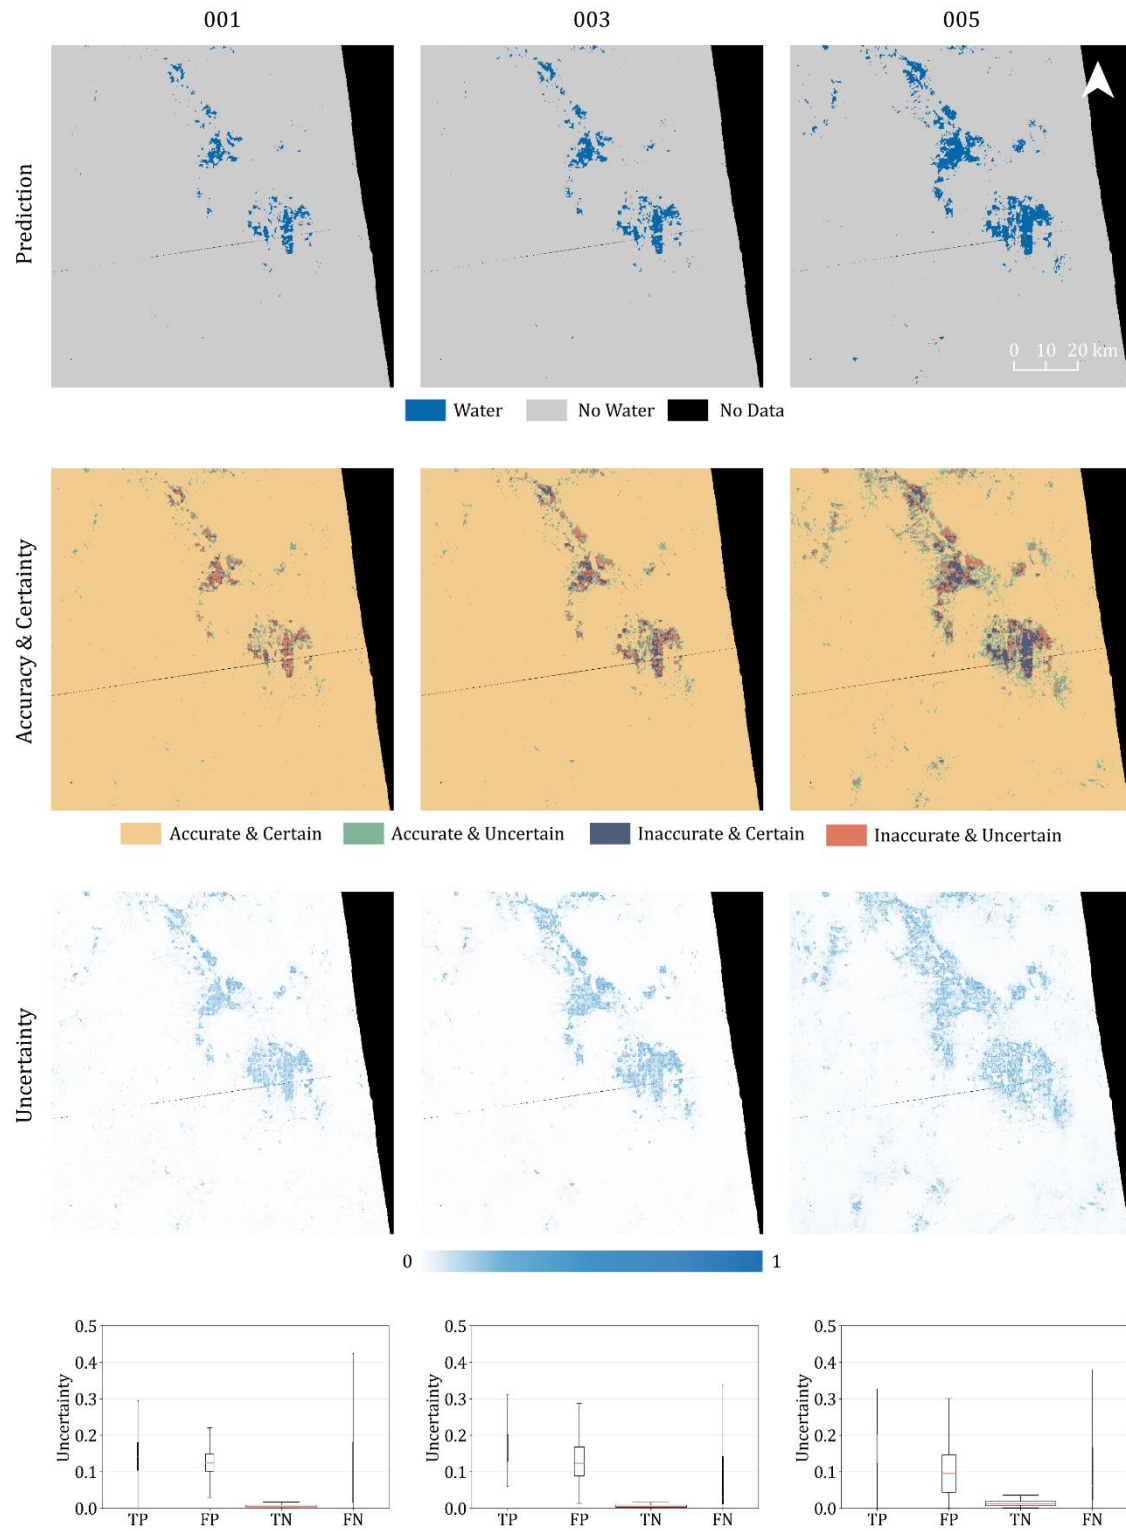 001 003 005
Prediction
0 10 20 km
Water No Water No Data
Accuracy & Certainty
Accurate & Certain Accurate & Uncertain Inaccurate & Certain Inaccurate & Uncertain
Uncertainty
0 1
0.5 0.5 0.5
0.4 0.4 0.4
0.3 0.3 0.3
0.2 0.2 0.2
0.1 0.1 0.1
0.0 0.0 0.0
Uncertainty Uncertainty Uncertainty
TP FP TN FN TP FP TN FN TP FP TN FN